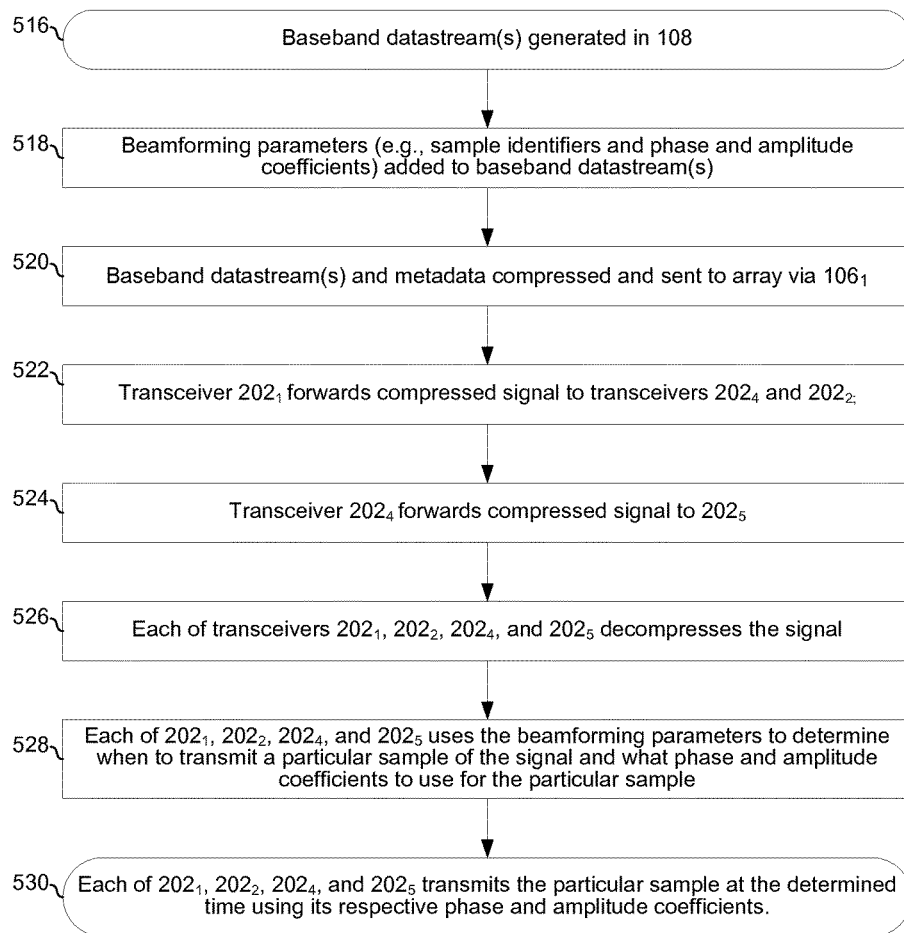 516
Baseband datastream(s) generated in 108
518
Beamforming parameters (e.g., sample identifiers and phase and amplitude
coefficients) added to baseband datastream(s)
520
Baseband datastream(s) and metadata compressed and sent to array via 106₁
522
Transceiver 202₁ forwards compressed signal to transceivers 202₄ and 202₂;
524
Transceiver 202₄ forwards compressed signal to 202₅
526
Each of transceivers 202₁, 202₂, 202₄, and 202₅ decompresses the signal
528
Each of 202₁, 202₂, 202₄, and 202₅ uses the beamforming parameters to determine
when to transmit a particular sample of the signal and what phase and amplitude
coefficients to use for the particular sample
530
Each of 202₁, 202₂, 202₄, and 202₅ transmits the particular sample at the determined
time using its respective phase and amplitude coefficients.